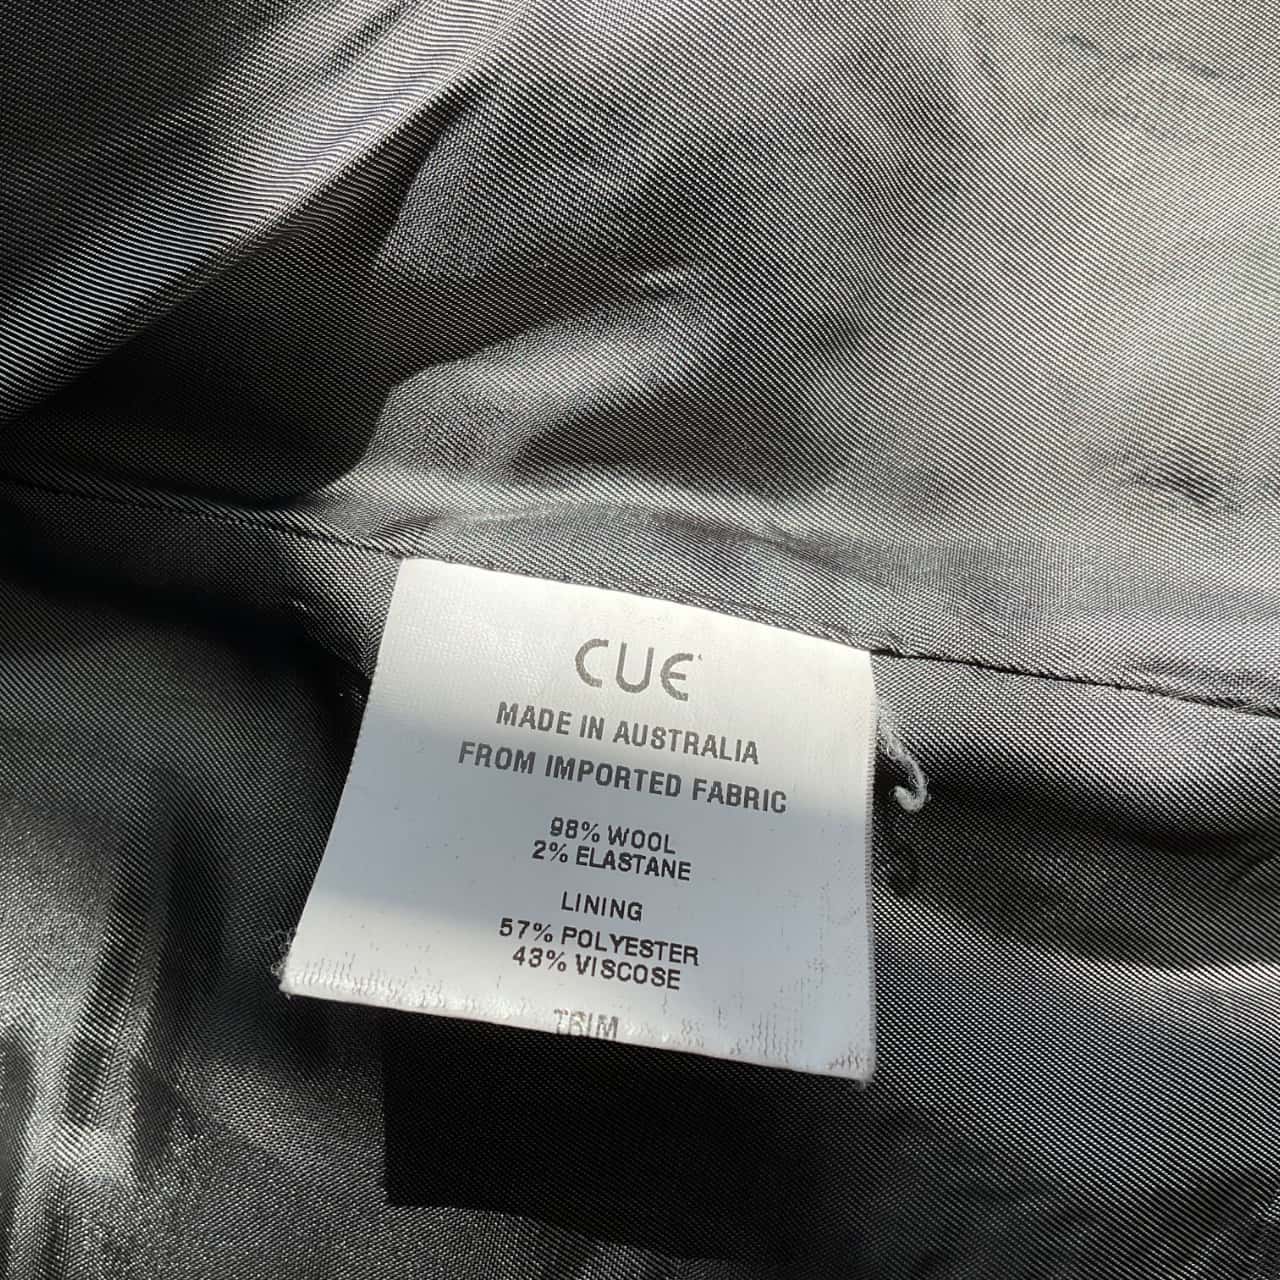 CUE
MADE IN AUSTRALIA
FROM IMPORTED FABRIC
98% WOOL
2% ELASTANE
LINING
57% POLYESTER
43% VISCOSE
TRIM